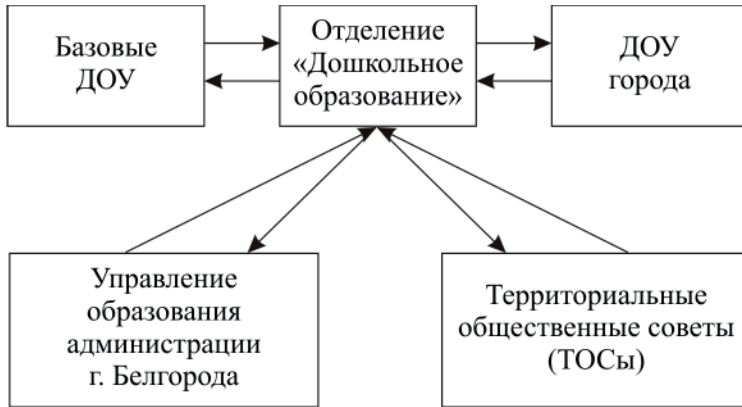 Базовые
ДОУ
Отделение
«Дошкольное
образование»
ДОУ
города
Управление
образования
администрации
г. Белгорода
Территориальные
общественные советы
(ТОСы)